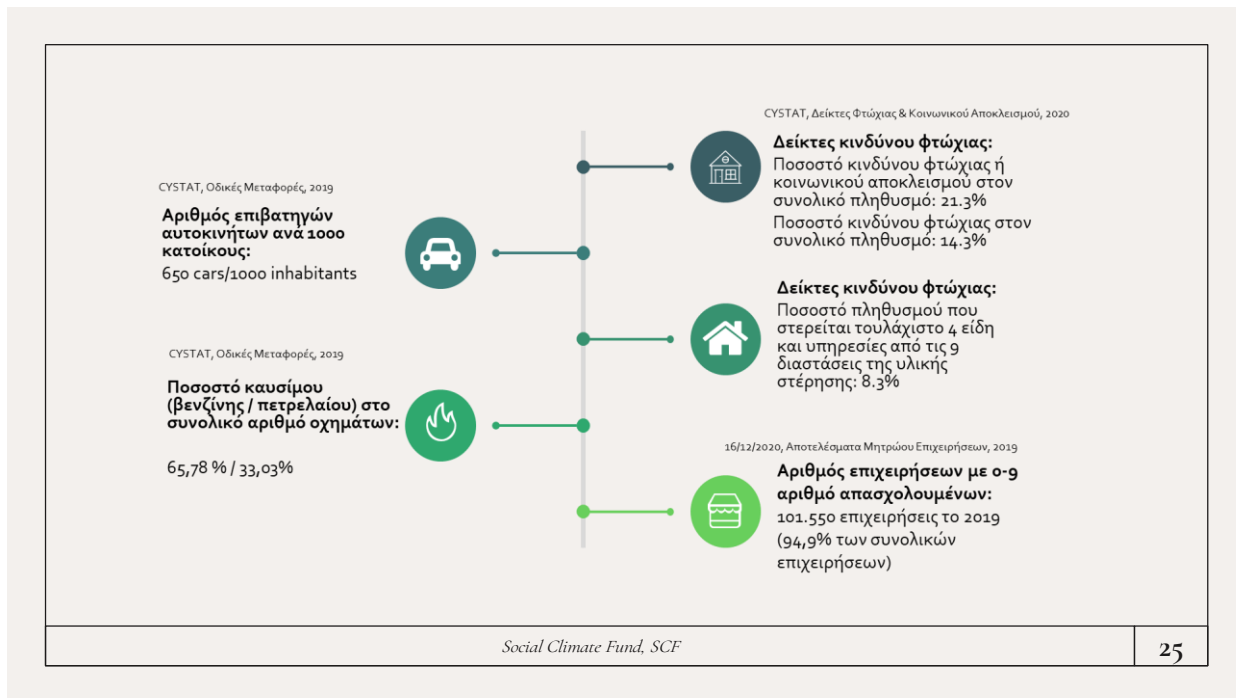 CYSTAT, Οδικές Μεταφορές, 2019
Αριθμός επιβατηγών
αυτοκινήτων ανά 1000
κατοίκους:
650 cars/1000 inhabitants
CYSTAT, Οδικές Μεταφορές, 2019
Ποσοστό καυσίμου
(βενζίνης / πετρελαίου) στο
συνολικό αριθμό οχημάτων:
65,78 % / 33,03%
CYSTAT, Δείκτες Φτώχιας & Κοινωνικού Αποκλεισμού, 2020
Δείκτες κινδύνου φτώχιας:
Ποσοστό κινδύνου φτώχιας ή
κοινωνικού αποκλεισμού στον
συνολικό πληθυσμό: 21.3%
Ποσοστό κινδύνου φτώχιας στον
συνολικό πληθυσμό: 14.3%
Δείκτες κινδύνου φτώχιας:
Ποσοστό πληθυσμού που
στερείται τουλάχιστο 4 είδη
και υπηρεσίες από τις 9
διαστάσεις της υλικής
στέρησης: 8.3%
16/12/2020, Αποτελέσματα Μητρώου Επιχειρήσεων, 2019
Αριθμός επιχειρήσεων με 0-9
αριθμό απασχολουμένων:
101.550 επιχειρήσεις το 2019
(94,9% των συνολικών
επιχειρήσεων)
Social Climate Fund, SCF
25